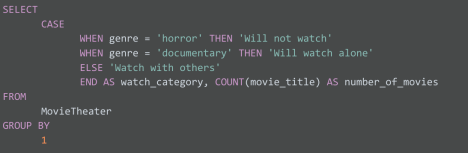 SELECT
CASE
WHEN genre = 'horror' THEN 'Will not watch'
WHEN genre = 'documentary' THEN 'Will watch alone'
ELSE 'Watch with others'
END AS watch_category, COUNT(movie_title) AS number_of_movies
FROM
MovieTheater
GROUP BY
1